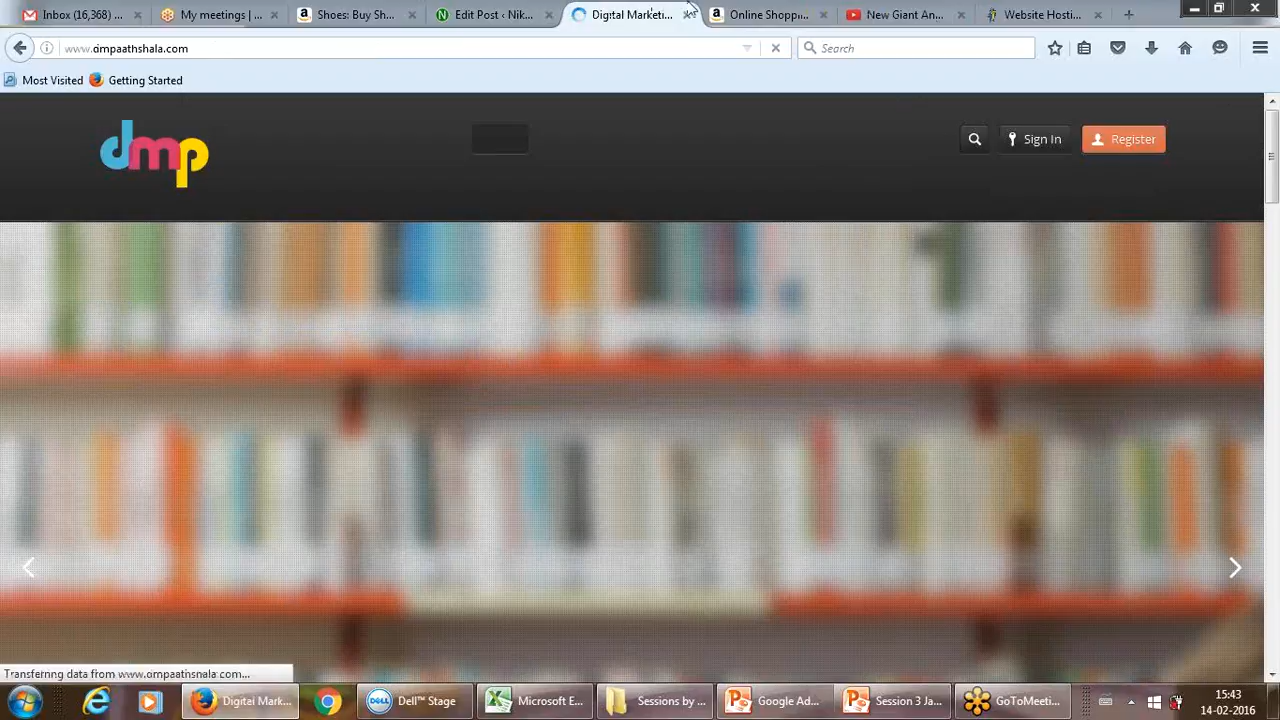 Inbox (16,368) My meetings | ... Shoes: Buy Sh... Edit Post ‹ Nik... Digital Marketi... Online Shoppi... New Giant An... Website Hosti...
www.dmpaathshala.com Search
Most Visited Getting Started
dmp Sign In Register
Transferring data from www.dmpaathshala.com...
Digital Mark... Dell™ Stage Microsoft E... Sessions by ... Google Ad... Session 3 Ja... GoToMeeti...
15:43
14-02-2016